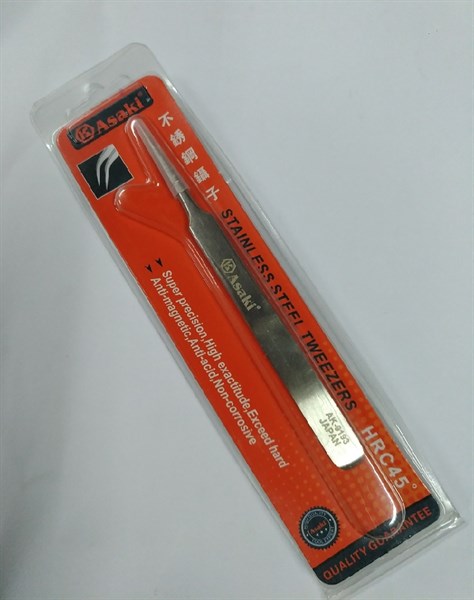 Asaki®
不銹鋼鑷子
STAINLESS STEEL TWEEZERS
HRC45°
Super precision,High exactitude,Exceed hard
Anti-magnetic,Anti-acid,Non-corrosive
Asaki®
AK-9193
JAPAN
Asaki
QUALITY GUARANTEE